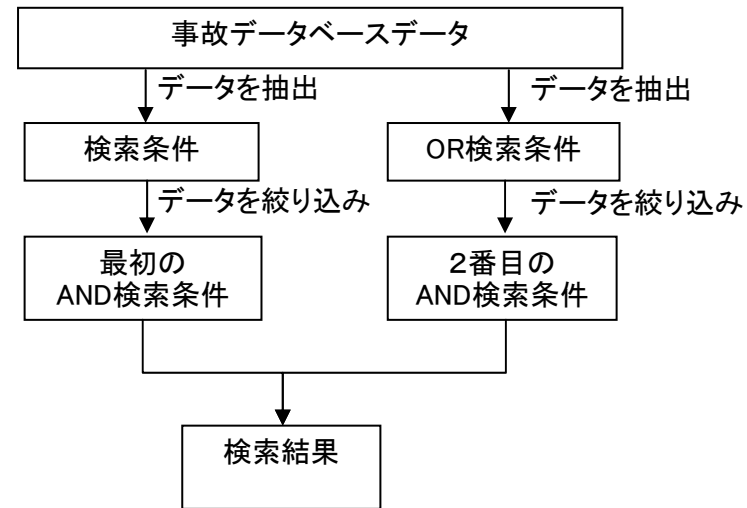 事故データベースデータ
データを抽出
データを抽出
検索条件
OR検索条件
データを絞り込み
データを絞り込み
最初の
AND検索条件
２番目の
AND検索条件
検索結果